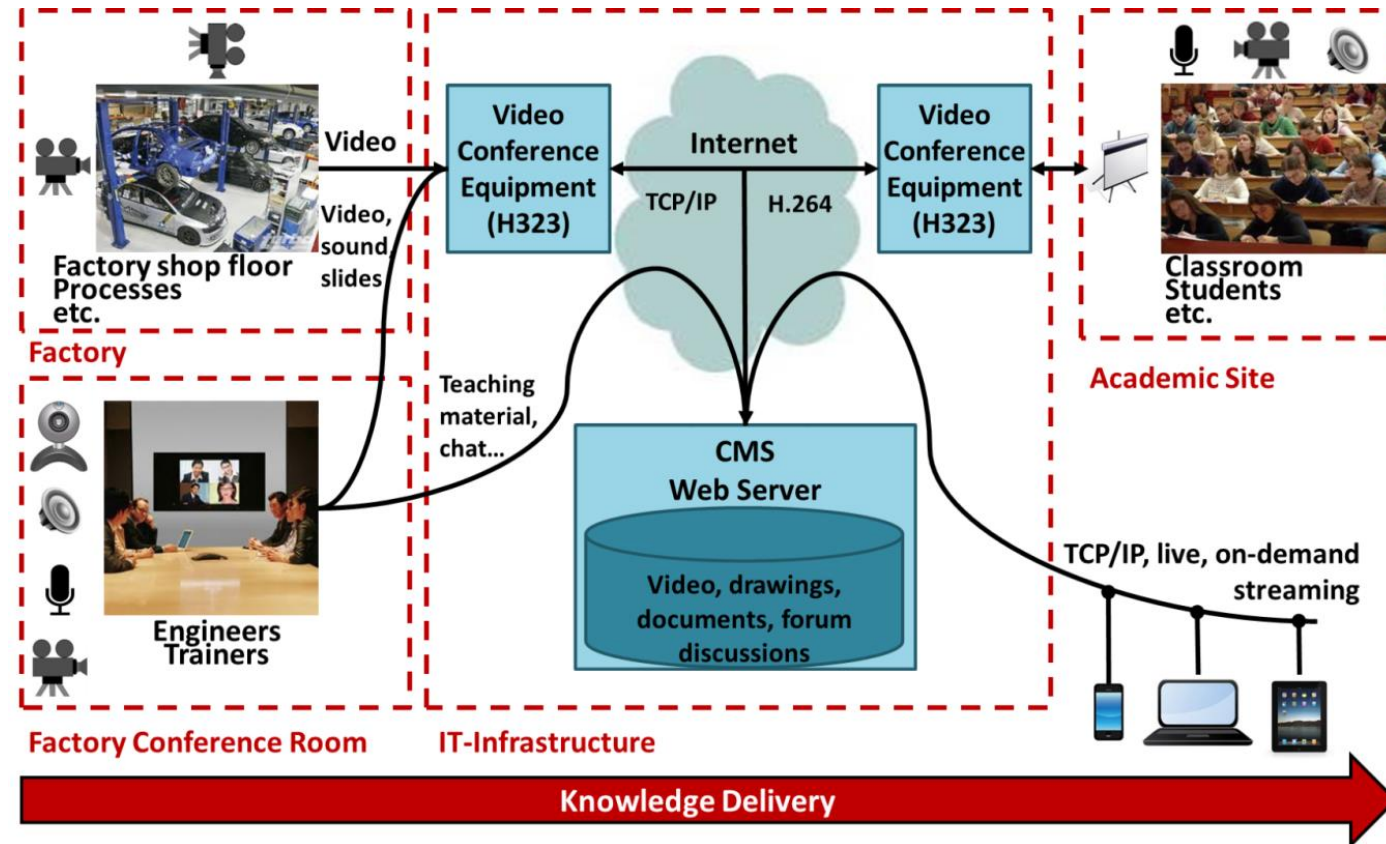 Video
Video,
sound,
slides
Factory shop floor
Processes
etc.
Factory
Video
Conference
Equipment
(H323)
Internet
TCP/IP
H.264
Video
Conference
Equipment
(H323)
Classroom
Students
etc.
Academic Site
Teaching
material,
chat...
Engineers
Trainers
Factory Conference Room
CMS
Web Server
Video, drawings,
documents, forum
discussions
IT-Infrastructure
TCP/IP, live, on-demand
streaming
Knowledge Delivery